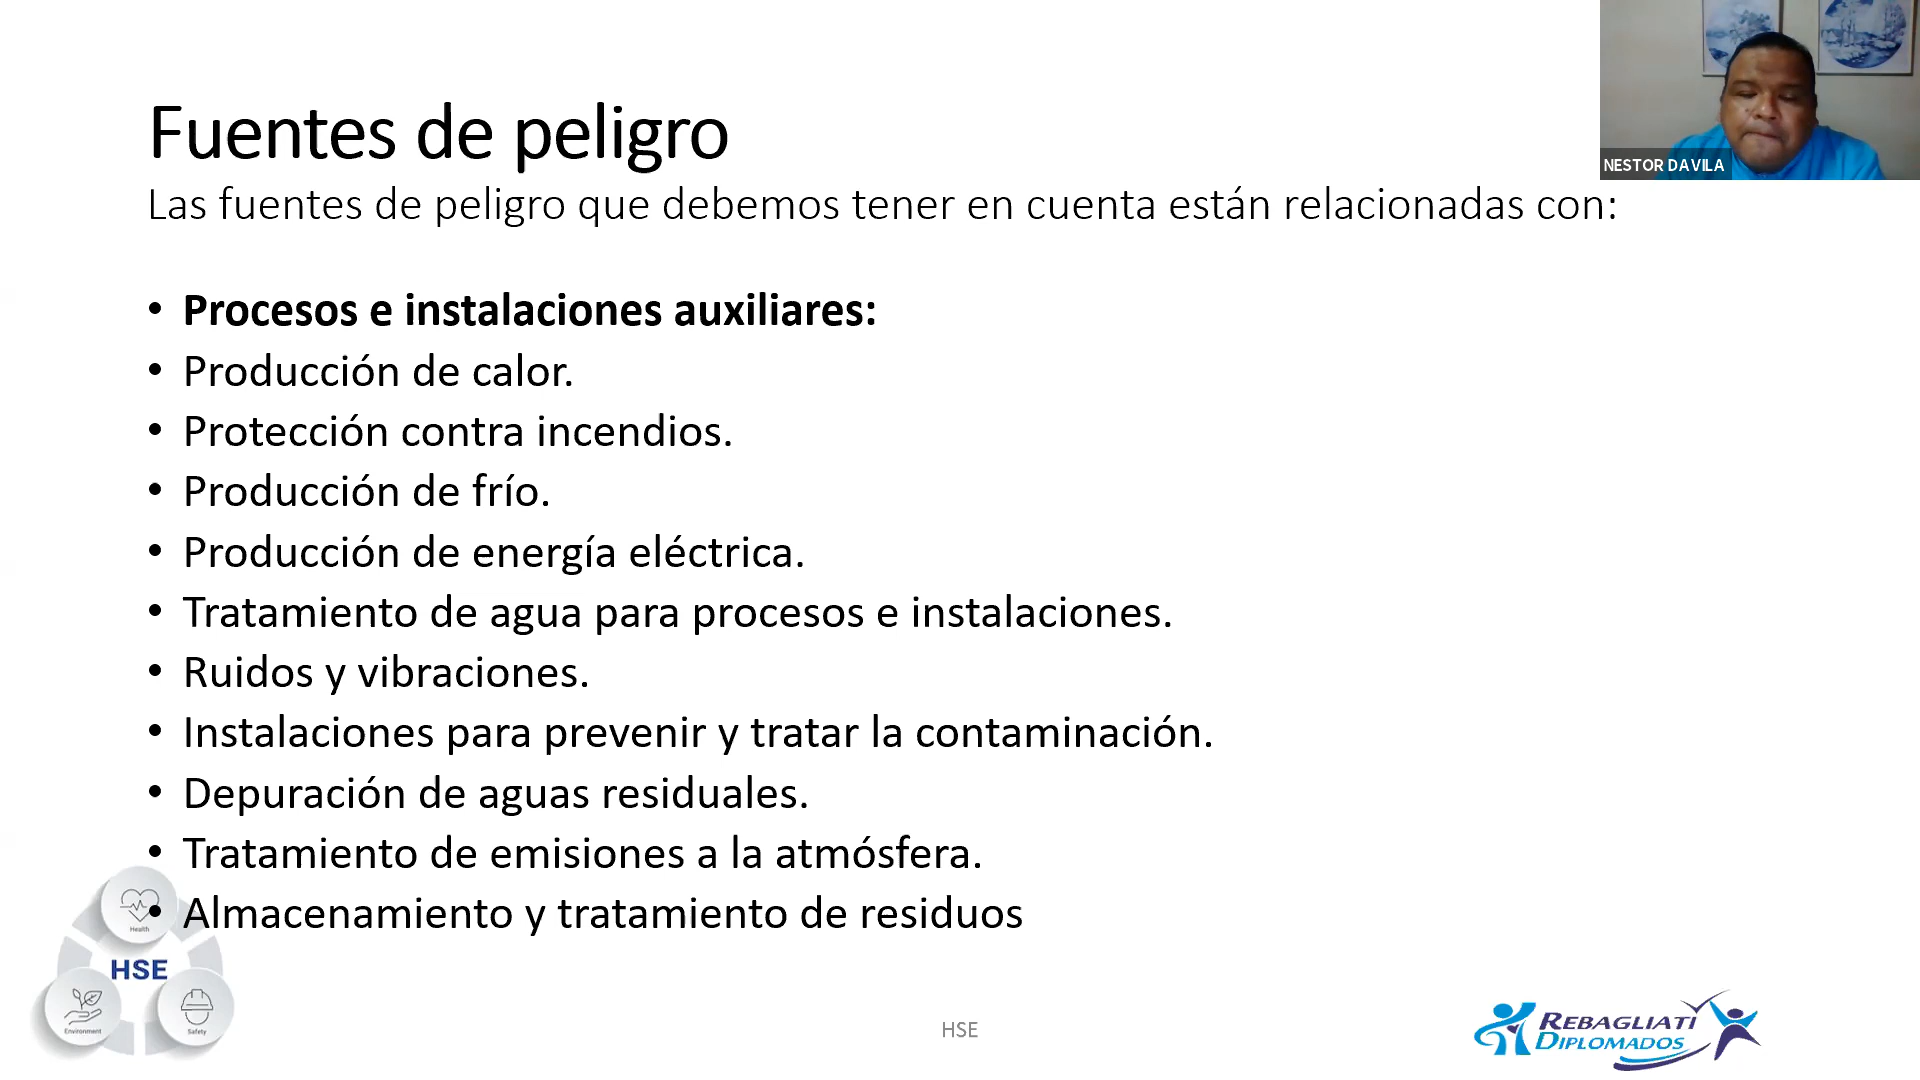 NESTOR DAVILA
Fuentes de peligro
Las fuentes de peligro que debemos tener en cuenta están relacionadas con:
• Procesos e instalaciones auxiliares:
• Producción de calor.
• Protección contra incendios.
• Producción de frío.
• Producción de energía eléctrica.
• Tratamiento de agua para procesos e instalaciones.
• Ruidos y vibraciones.
• Instalaciones para prevenir y tratar la contaminación.
• Depuración de aguas residuales.
• Tratamiento de emisiones a la atmósfera.
• Almacenamiento y tratamiento de residuos
Health
HSE
Environment
Safety
HSE
REBAGLIATI
DIPLOMADOS